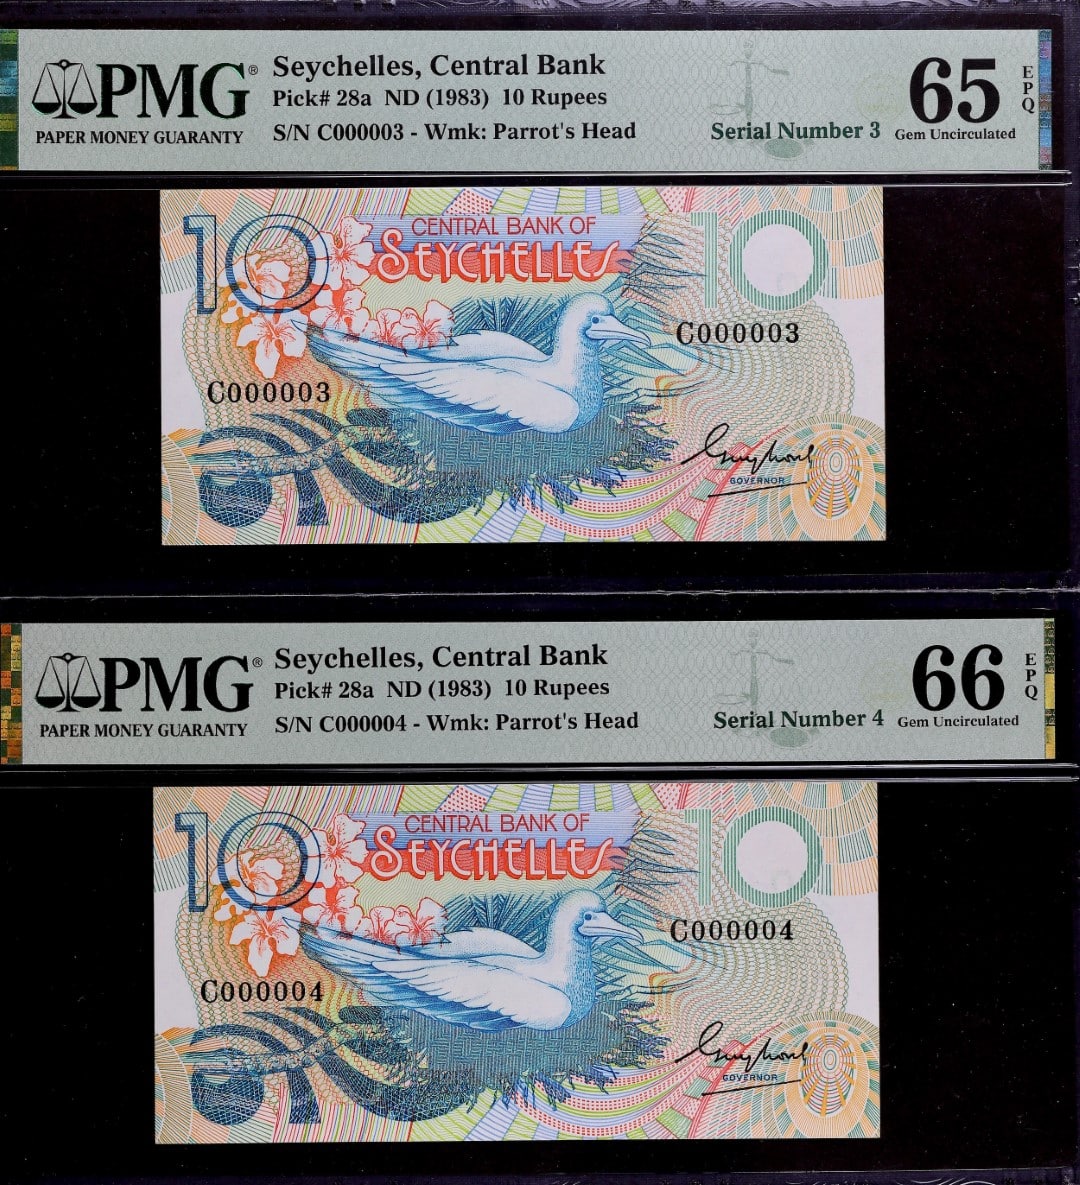 PMG®
PAPER MONEY GUARANTY
Seychelles, Central Bank
Pick# 28a ND (1983) 10 Rupees
S/N C000003 - Wmk: Parrot's Head
Serial Number 3
65
EPQ
Gem Uncirculated
10
CENTRAL BANK OF
SEYCHELLES
10
C000003
C000003
GOVERNOR
PMG®
PAPER MONEY GUARANTY
Seychelles, Central Bank
Pick# 28a ND (1983) 10 Rupees
S/N C000004 - Wmk: Parrot's Head
Serial Number 4
66
EPQ
Gem Uncirculated
10
CENTRAL BANK OF
SEYCHELLES
10
C000004
C000004
GOVERNOR